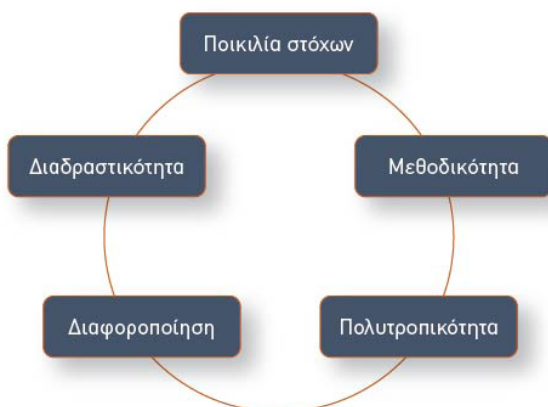 Ποικιλία στόχων
Διαδραστικότητα
Μεθοδικότητα
Διαφοροποίηση
Πολυτροπικότητα